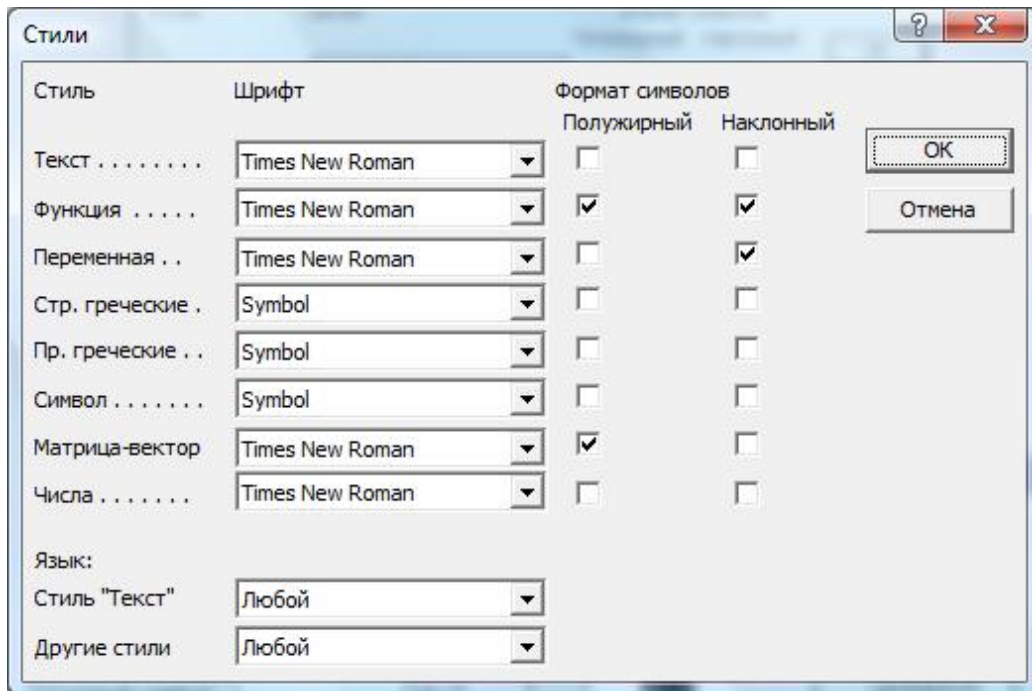 Стили
Стиль Шрифт Формат символов
Полужирный Наклонный
Текст . . . . . . . . Times New Roman OK
Функция . . . . . Times New Roman Отмена
Переменная . . Times New Roman
Стр. греческие . Symbol
Пр. греческие . . Symbol
Символ . . . . . . . Symbol
Матрица-вектор Times New Roman
Числа . . . . . . . Times New Roman
Язык:
Стиль "Текст" Любой
Другие стили Любой